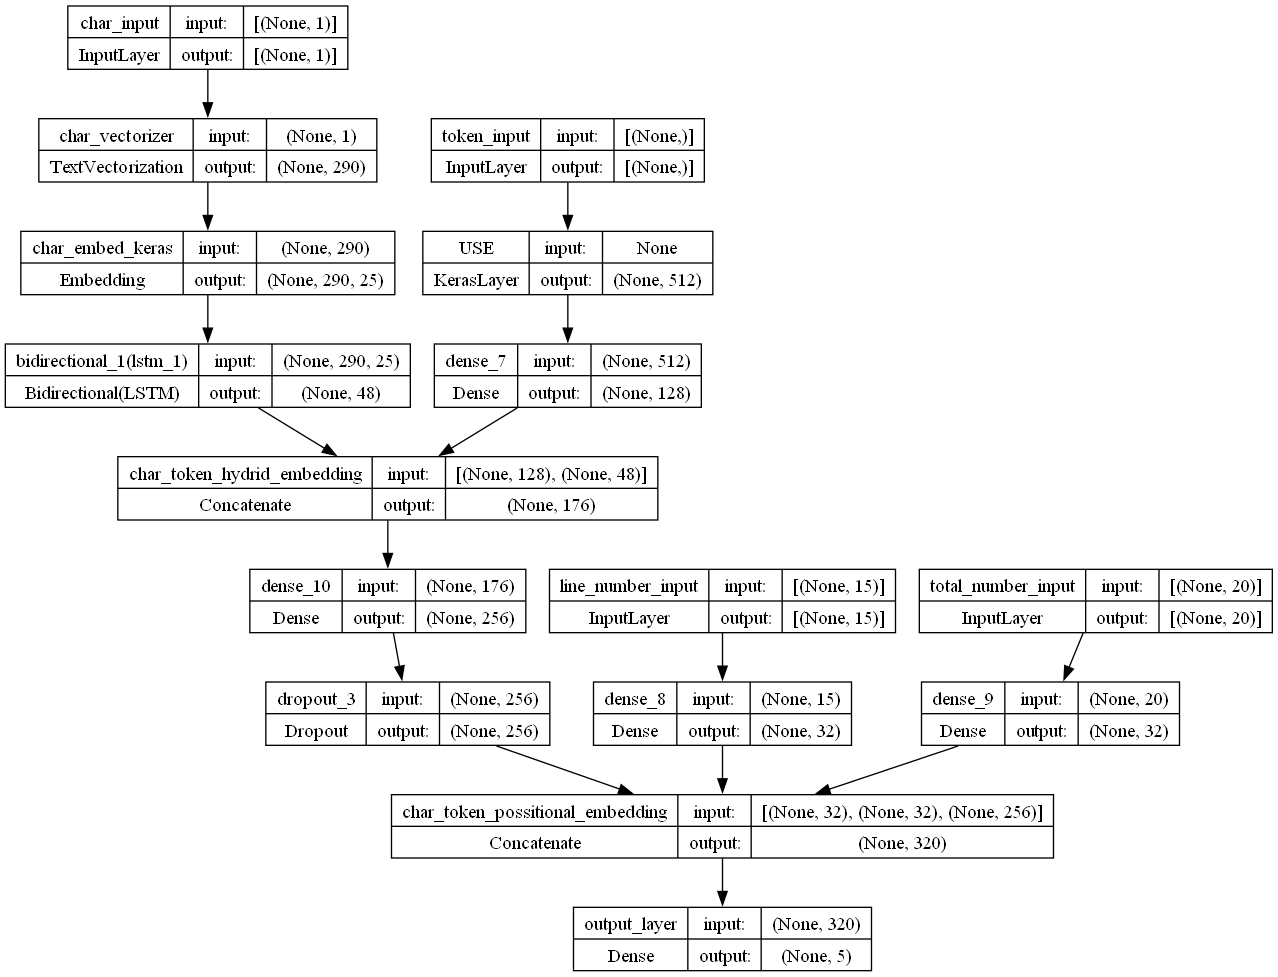 char_input input: [(None, 1)]
InputLayer output: [(None, 1)]
char_vectorizer input: (None, 1)
TextVectorization output: (None, 290)
token_input input: [(None,)]
InputLayer output: [(None,)]
char_embed_keras input: (None, 290)
Embedding output: (None, 290, 25)
USE input: None
KerasLayer output: (None, 512)
bidirectional_1(lstm_1) input: (None, 290, 25)
Bidirectional(LSTM) output: (None, 48)
dense_7 input: (None, 512)
Dense output: (None, 128)
char_token_hydrid_embedding input: [(None, 128), (None, 48)]
Concatenate output: (None, 176)
dense_10 input: (None, 176)
Dense output: (None, 256)
line_number_input input: [(None, 15)]
InputLayer output: [(None, 15)]
total_number_input input: [(None, 20)]
InputLayer output: [(None, 20)]
dropout_3 input: (None, 256)
Dropout output: (None, 256)
dense_8 input: (None, 15)
Dense output: (None, 32)
dense_9 input: (None, 20)
Dense output: (None, 32)
char_token_possitional_embedding input: [(None, 32), (None, 32), (None, 256)]
Concatenate output: (None, 320)
output_layer input: (None, 320)
Dense output: (None, 5)